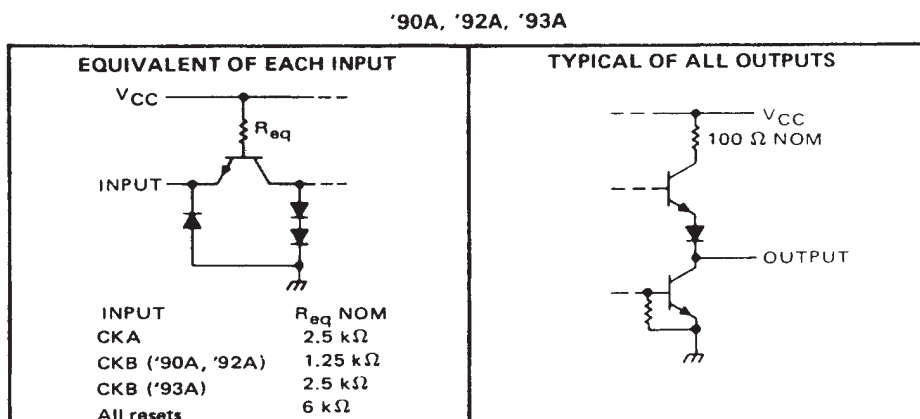 '90A, '92A, '93A
EQUIVALENT OF EACH INPUT
VCC
Req
INPUT
INPUT Req NOM
CKA 2.5 kΩ
CKB ('90A, '92A) 1.25 kΩ
CKB ('93A) 2.5 kΩ
All resets 6 kΩ
TYPICAL OF ALL OUTPUTS
VCC
100 Ω NOM
OUTPUT